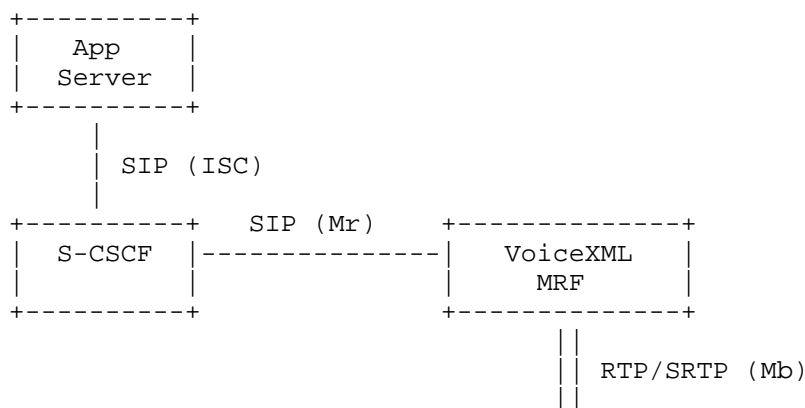 App
Server
SIP (ISC)
SIP (Mr)
S-CSCF
VoiceXML
MRF
RTP/SRTP (Mb)